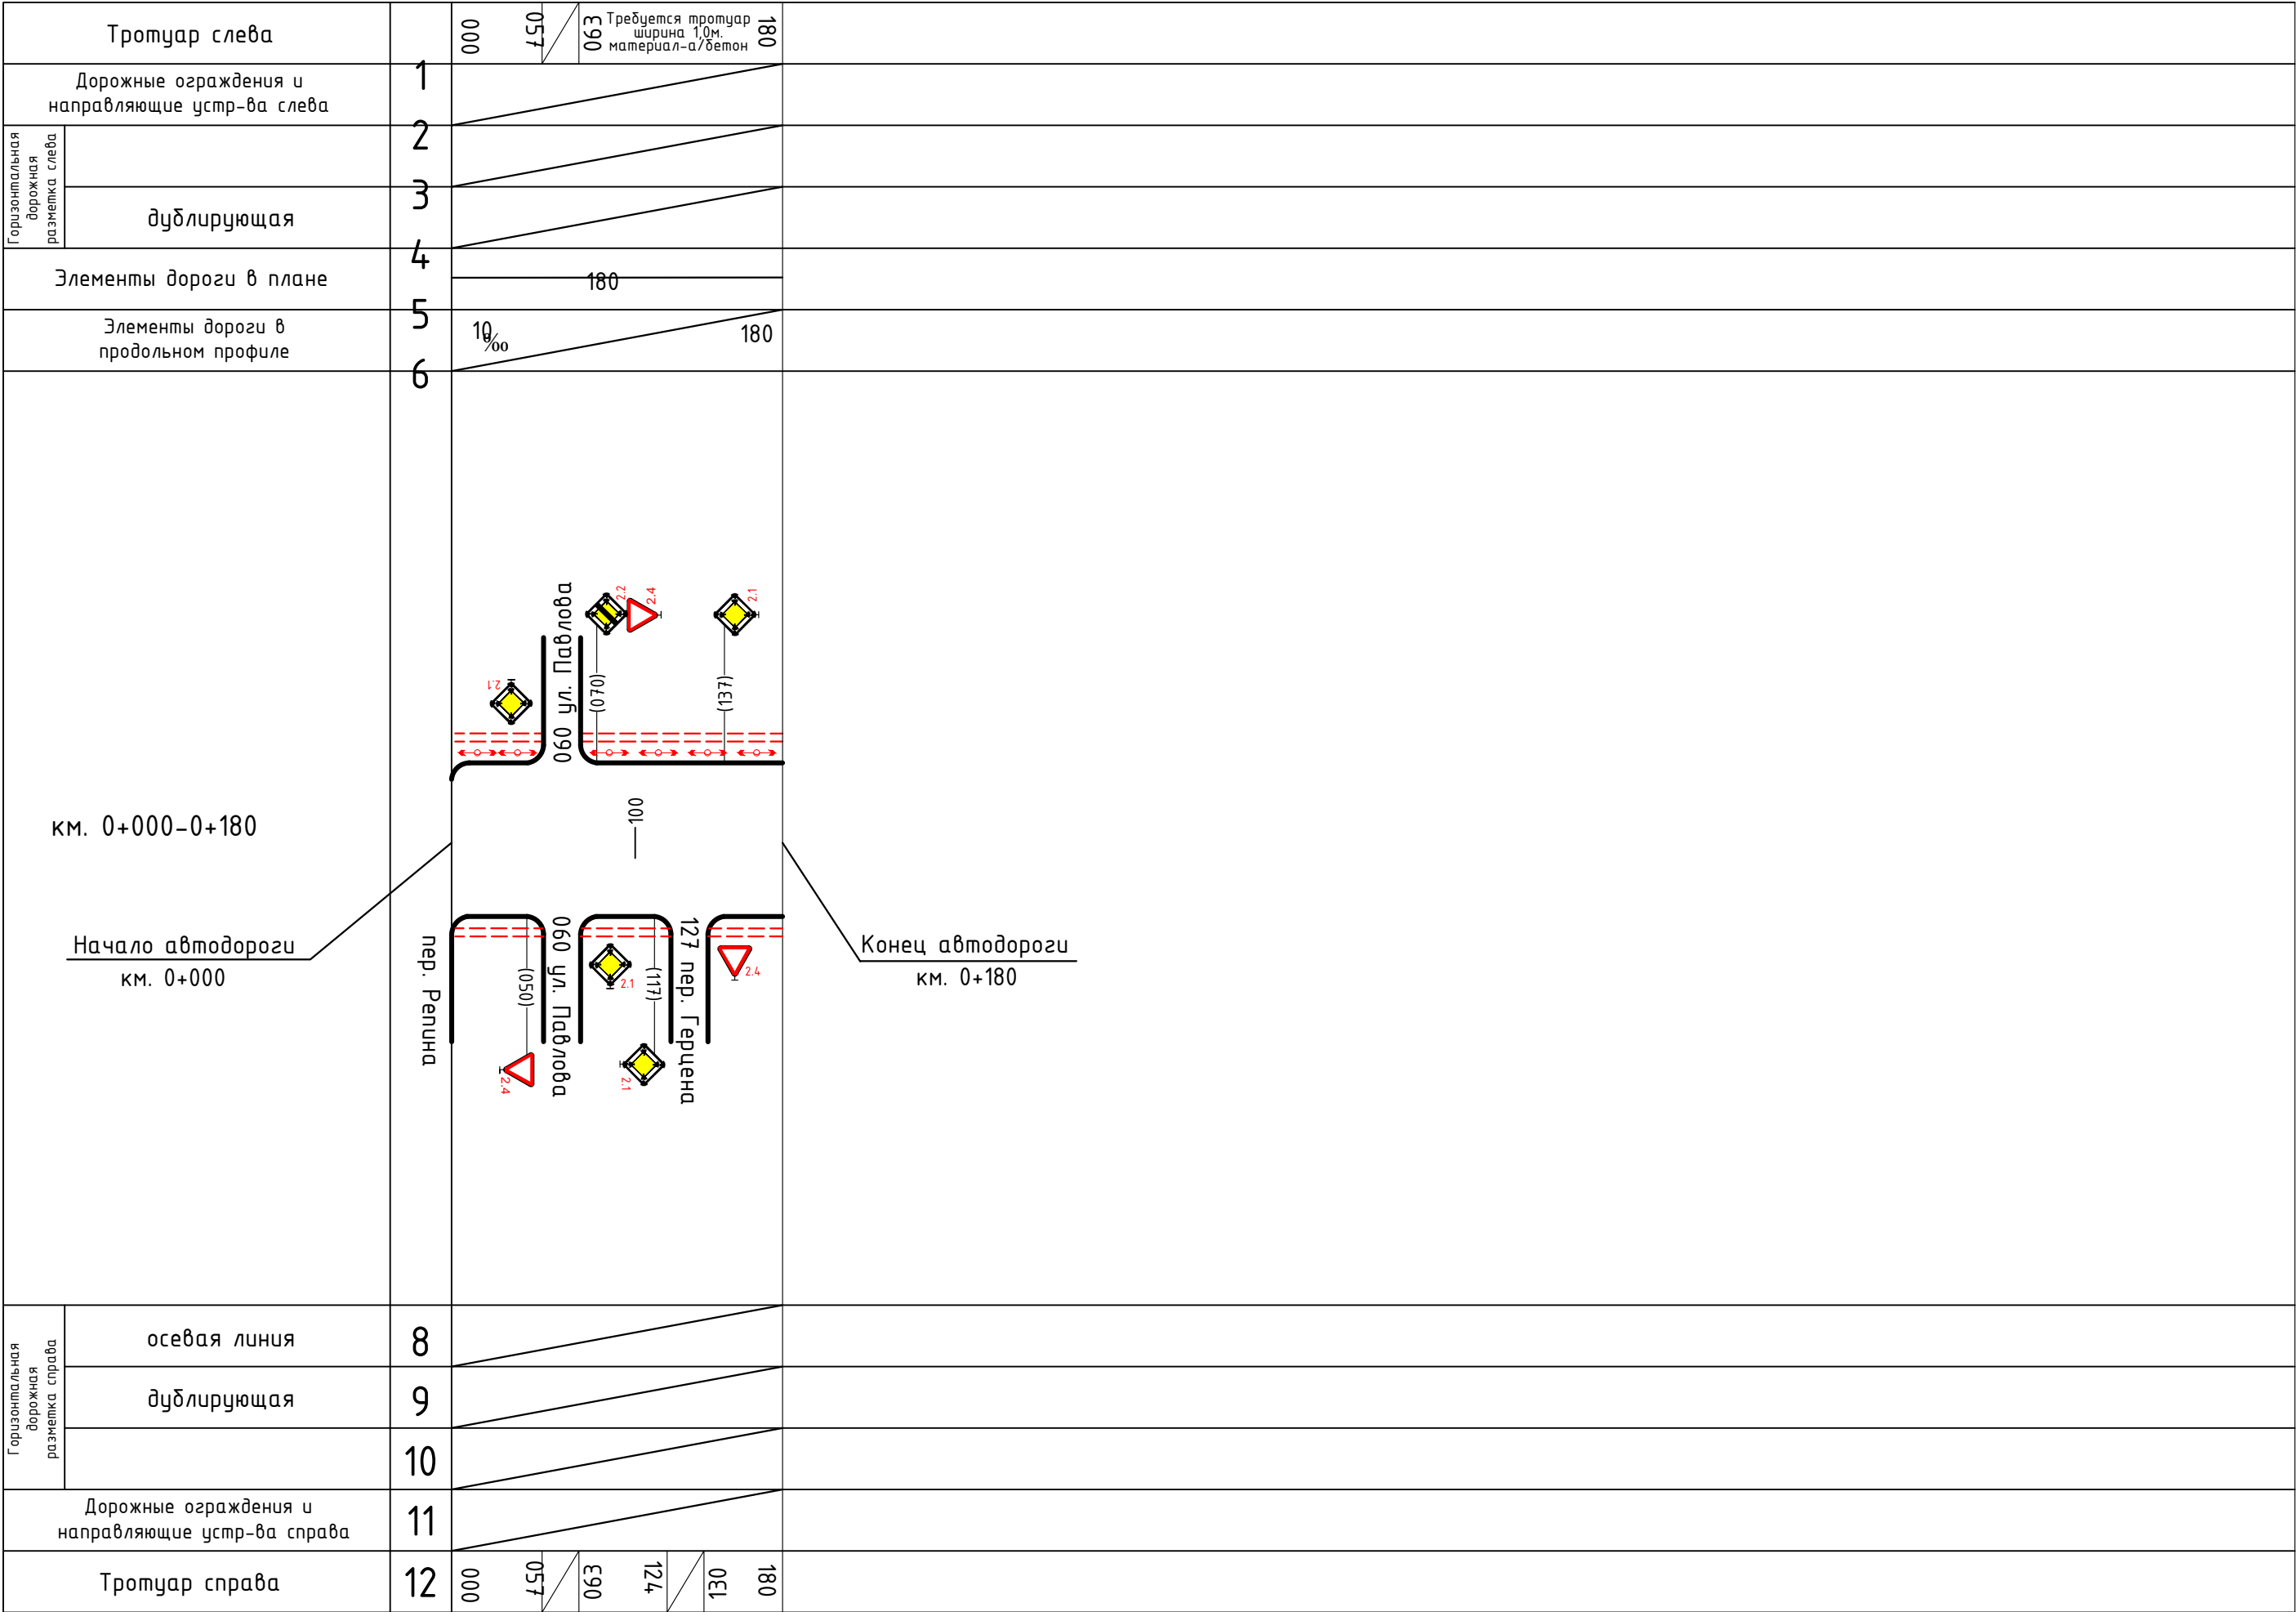 Тротуар слева
000
057
063
Требуется тротуар
ширина 1,0м.
материал-а/бетон
180
1
Дорожные ограждения и
направляющие устр-ва слева
2
Горизонтальная
дорожная
разметка слева
3
дублирующая
4
Элементы дороги в плане
180
5
Элементы дороги в
продольном профиле
10
%00
180
6
060 ул. Павлова
2.2
2.4
2.1
2.1
(070)
(137)
100
км. 0+000-0+180
Начало автодороги
км. 0+000
пер. Репина
(050)
2.4
060 ул. Павлова
2.1
(117)
2.1
127 пер. Герцена
2.4
Конец автодороги
км. 0+180
Горизонтальная
дорожная
разметка справа
осевая линия
8
дублирующая
9
10
Дорожные ограждения и
направляющие устр-ва справа
11
Тротуар справа
12
000
057
063
124
130
180